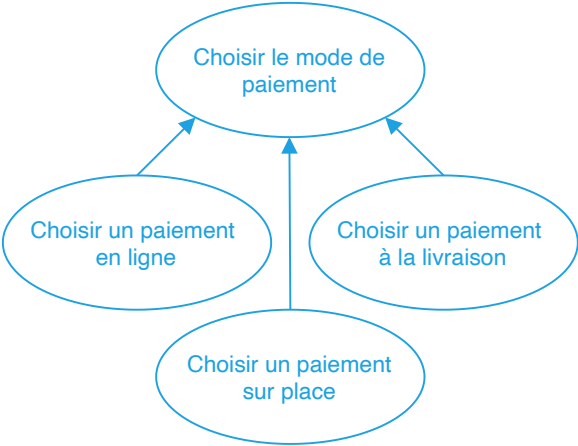 Choisir le mode de
paiement
Choisir un paiement
en ligne
Choisir un paiement
à la livraison
Choisir un paiement
sur place